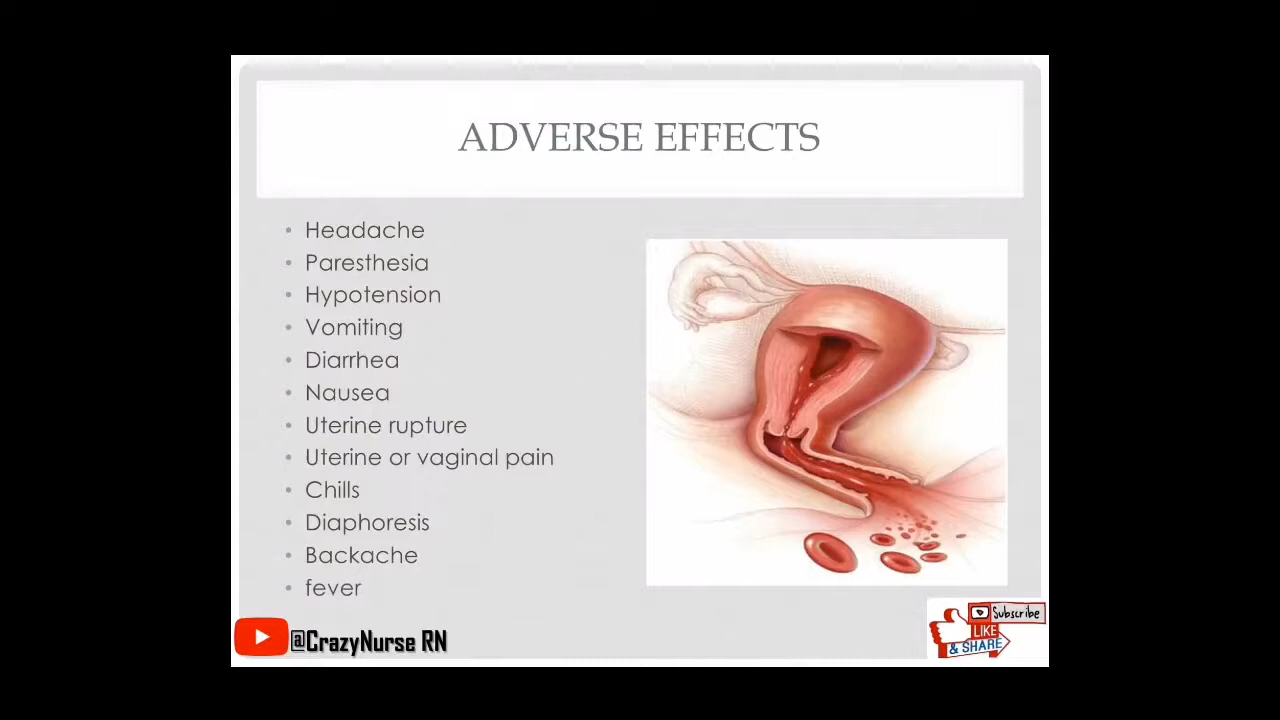 ADVERSE EFFECTS
• Headache
• Paresthesia
• Hypotension
• Vomiting
• Diarrhea
• Nausea
• Uterine rupture
• Uterine or vaginal pain
• Chills
• Diaphoresis
• Backache
• fever
@CrazyNurse RN
Subscribe
LIKE
& SHARE